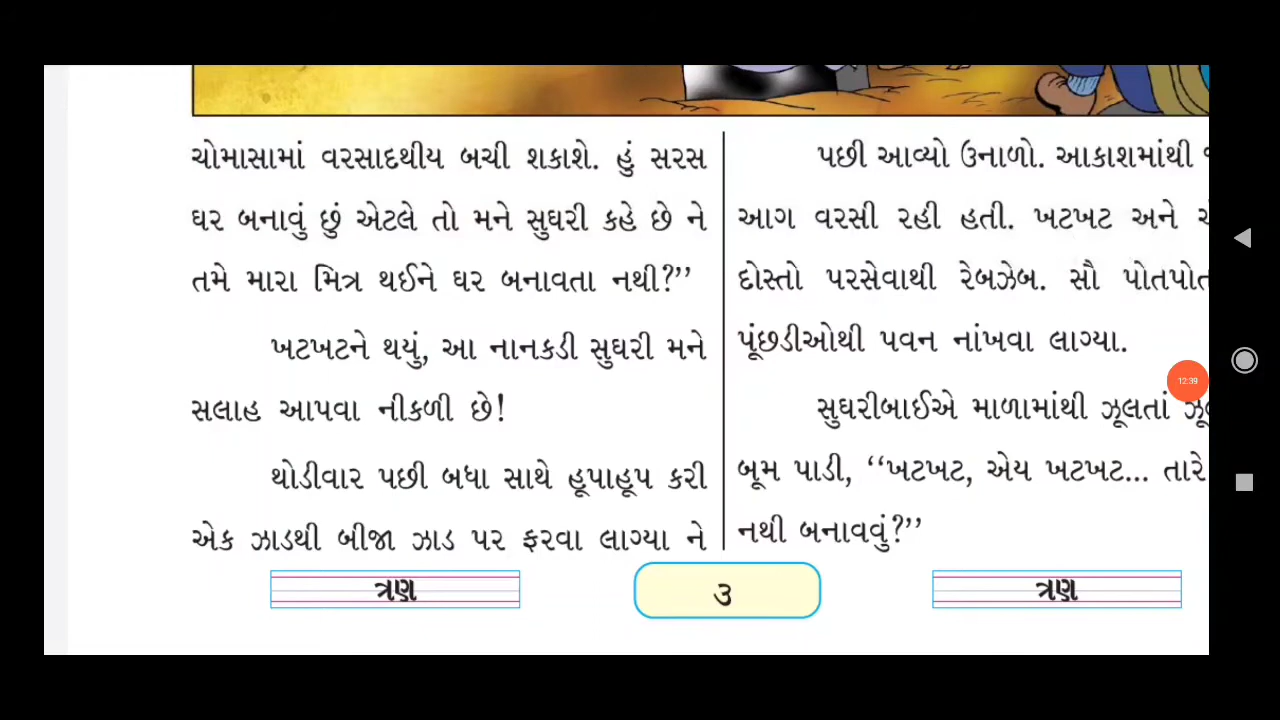 ચોમાસામાં વરસાદથીય બચી શકાશે. હું સરસ
ઘર બનાવું છું એટલે તો મને સુઘરી કહે છે ને
તમે મારા મિત્ર થઈને ઘર બનાવતા નથી?’’
ખટખટને થયું, આ નાનકડી સુઘરી મને
સલાહ આપવા નીકળી છે!
થોડીવાર પછી બધા સાથે હૂપાહૂપ કરી
એક ઝાડથી બીજા ઝાડ પર ફરવા લાગ્યા ને
પછી આવ્યો ઉનાળો. આકાશમાંથી
આગ વરસી રહી હતી. ખટખટ અને
દોસ્તો પરસેવાથી રેબઝેબ. સૌ પોતપોત
પૂંછડીઓથી પવન નાંખવા લાગ્યા.
12:39
સુઘરીબાઈએ માળામાંથી ઝૂલતાં
બૂમ પાડી, ‘‘ખટખટ, એય ખટખટ... તારે
નથી બનાવવું?’’
ત્રણ
૩
ત્રણ